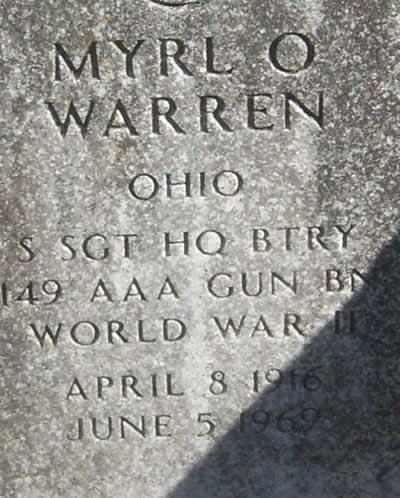 MYRL O
WARREN
OHIO
S SGT HQ BTRY
149 AAA GUN BN
WORLD WAR II
APRIL 8 1916
JUNE 5 1969